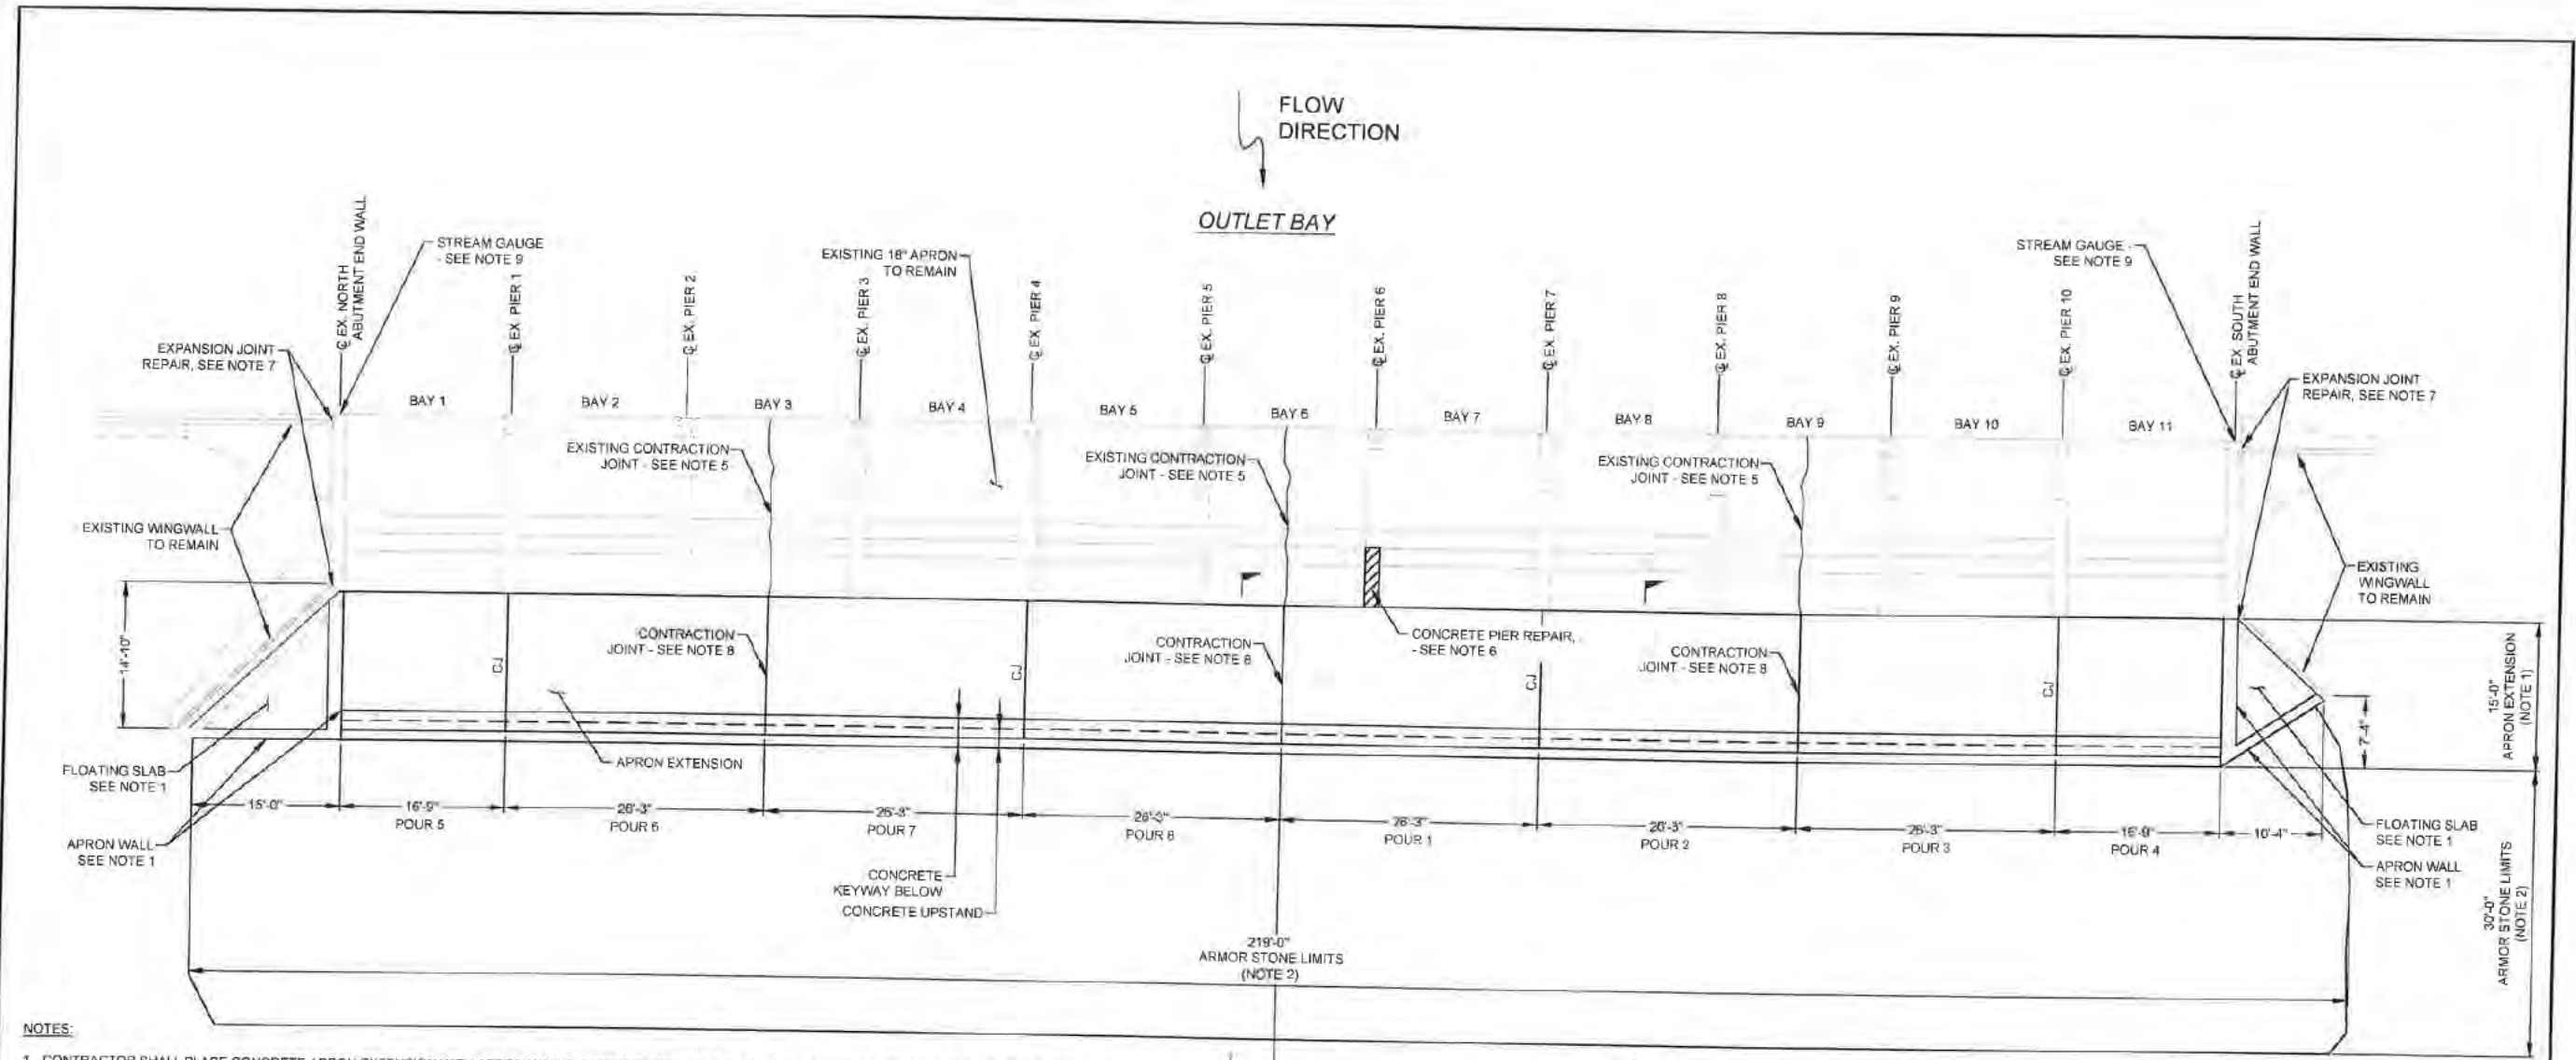 FLOW
DIRECTION
OUTLET BAY
℄ EX. NORTH
ABUTMENT END WALL
STREAM GAUGE
- SEE NOTE 9
℄ EX. PIER 1
℄ EX. PIER 2
EXISTING 18" APRON
TO REMAIN
℄ EX. PIER 3
℄ EX. PIER 4
℄ EX. PIER 5
℄ EX. PIER 6
℄ EX. PIER 7
℄ EX. PIER 8
℄ EX. PIER 9
℄ EX. PIER 10
STREAM GAUGE -
SEE NOTE 9
℄ EX SOUTH
ABUTMENT END WALL
EXPANSION JOINT
REPAIR, SEE NOTE 7
EXPANSION JOINT
REPAIR, SEE NOTE 7
BAY 1
BAY 2
BAY 3
BAY 4
BAY 5
BAY 6
BAY 7
BAY 8
BAY 9
BAY 10
BAY 11
EXISTING CONTRACTION
JOINT - SEE NOTE 5
EXISTING CONTRACTION
JOINT - SEE NOTE 5
EXISTING CONTRACTION
JOINT - SEE NOTE 5
EXISTING WINGWALL
TO REMAIN
EXISTING
WINGWALL
TO REMAIN
14'-10"
CJ
CONTRACTION
JOINT - SEE NOTE 8
CJ
CONTRACTION
JOINT - SEE NOTE 8
CONCRETE PIER REPAIR,
- SEE NOTE 6
CJ
CONTRACTION
JOINT - SEE NOTE 8
CJ
7'-4"
15'-0"
APRON EXTENSION
(NOTE 1)
FLOATING SLAB
SEE NOTE 1
APRON EXTENSION
15'-0"
16'-9"
POUR 5
26'-3"
POUR 6
26'-3"
POUR 7
26'-3"
POUR 8
26'-3"
POUR 1
26'-3"
POUR 2
26'-3"
POUR 3
16'-9"
POUR 4
10'-4"
FLOATING SLAB
SEE NOTE 1
APRON WALL
SEE NOTE 1
APRON WALL
SEE NOTE 1
CONCRETE
KEYWAY BELOW
CONCRETE UPSTAND
219'-0"
ARMOR STONE LIMITS
(NOTE 2)
30'-0"
ARMOR STONE LIMITS
(NOTE 2)
NOTES:
1. CONTRACTOR SHALL PLACE CONCRETE APRON EXTENSION